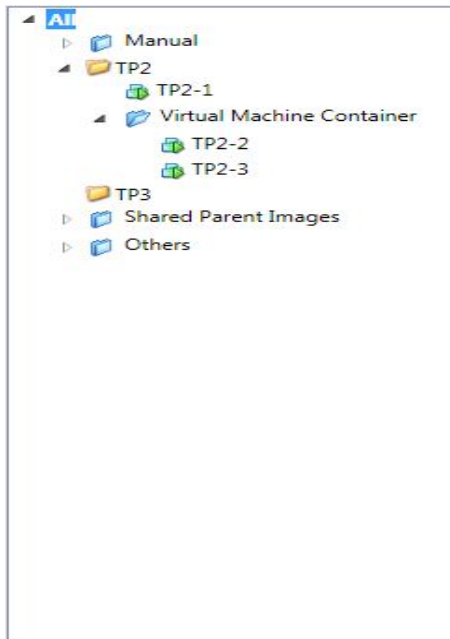 All
Manual
TP2
TP2-1
Virtual Machine Container
TP2-2
TP2-3
TP3
Shared Parent Images
Others